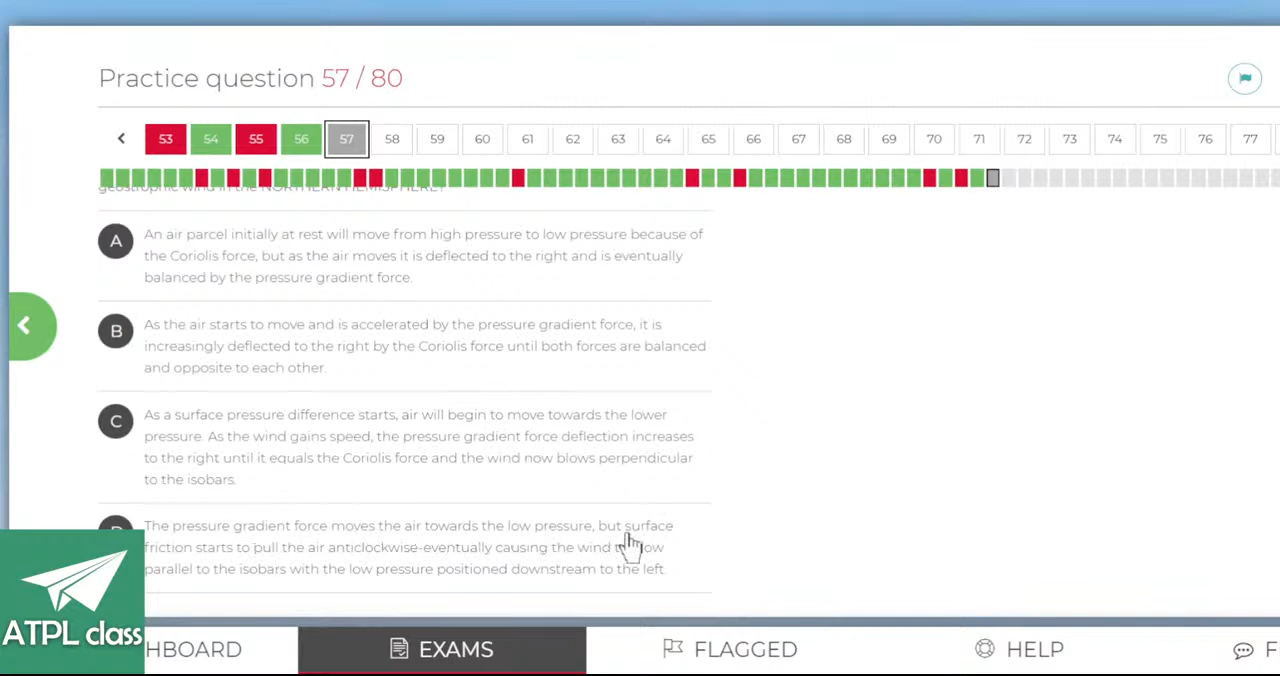 Practice question 57 / 80
53 54 55 56 57 58 59 60 61 62 63 64 65 66 67 68 69 70 71 72 73 74 75 76 77
geostrophic wind in the NORTHERN HEMISPHERE?
A An air parcel initially at rest will move from high pressure to low pressure because of
the Coriolis force, but as the air moves it is deflected to the right and is eventually
balanced by the pressure gradient force.
B As the air starts to move and is accelerated by the pressure gradient force, it is
increasingly deflected to the right by the Coriolis force until both forces are balanced
and opposite to each other.
C As a surface pressure difference starts, air will begin to move towards the lower
pressure. As the wind gains speed, the pressure gradient force deflection increases
to the right until it equals the Coriolis force and the wind now blows perpendicular
to the isobars.
D The pressure gradient force moves the air towards the low pressure, but surface
friction starts to pull the air anticlockwise-eventually causing the wind
parallel to the isobars with the low pressure positioned downstream to the left.
ATPL class
HBOARD EXAMS FLAGGED HELP F